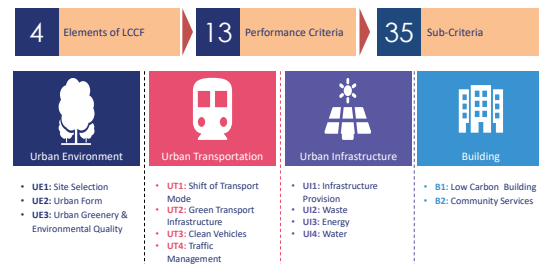 4 Elements of LCCF
13 Performance Criteria
35 Sub-Criteria
Urban Environment
• UE1: Site Selection
• UE2: Urban Form
• UE3: Urban Greenery &
Environmental Quality
Urban Transportation
• UT1: Shift of Transport
Mode
• UT2: Green Transport
Infrastructure
• UT3: Clean Vehicles
• UT4: Traffic
Management
Urban Infrastructure
• UI1: Infrastructure
Provision
• UI2: Waste
• UI3: Energy
• UI4: Water
Building
• B1: Low Carbon Building
• B2: Community Services